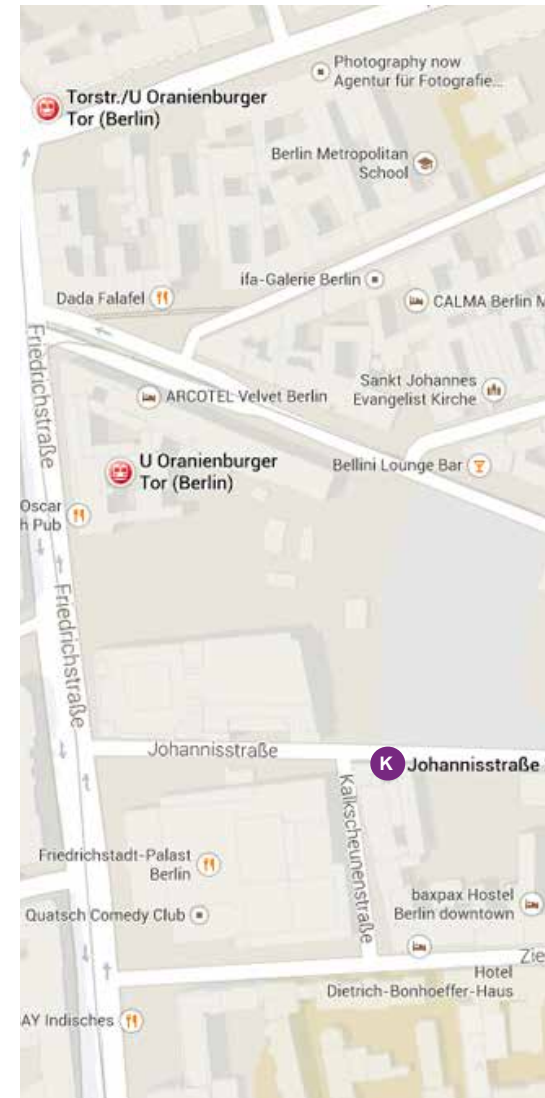 Photography now
Agentur für Fotografie...
Torstr./U Oranienburger
Tor (Berlin)
Berlin Metropolitan
School
ifa-Galerie Berlin
Dada Falafel
CALMA Berlin M
Friedrichstraße
Sankt Johannes
Evangelist Kirche
ARCOTEL Velvet Berlin
U Oranienburger
Tor (Berlin)
Bellini Lounge Bar
Oscar
h Pub
Friedrichstraße
Johannisstraße
K Johannisstraße
Kalkscheunenstraße
Friedrichstadt-Palast
Berlin
Quatsch Comedy Club
baxpax Hostel
Berlin downtown
Zie
Hotel
Dietrich-Bonhoeffer-Haus
AY Indisches